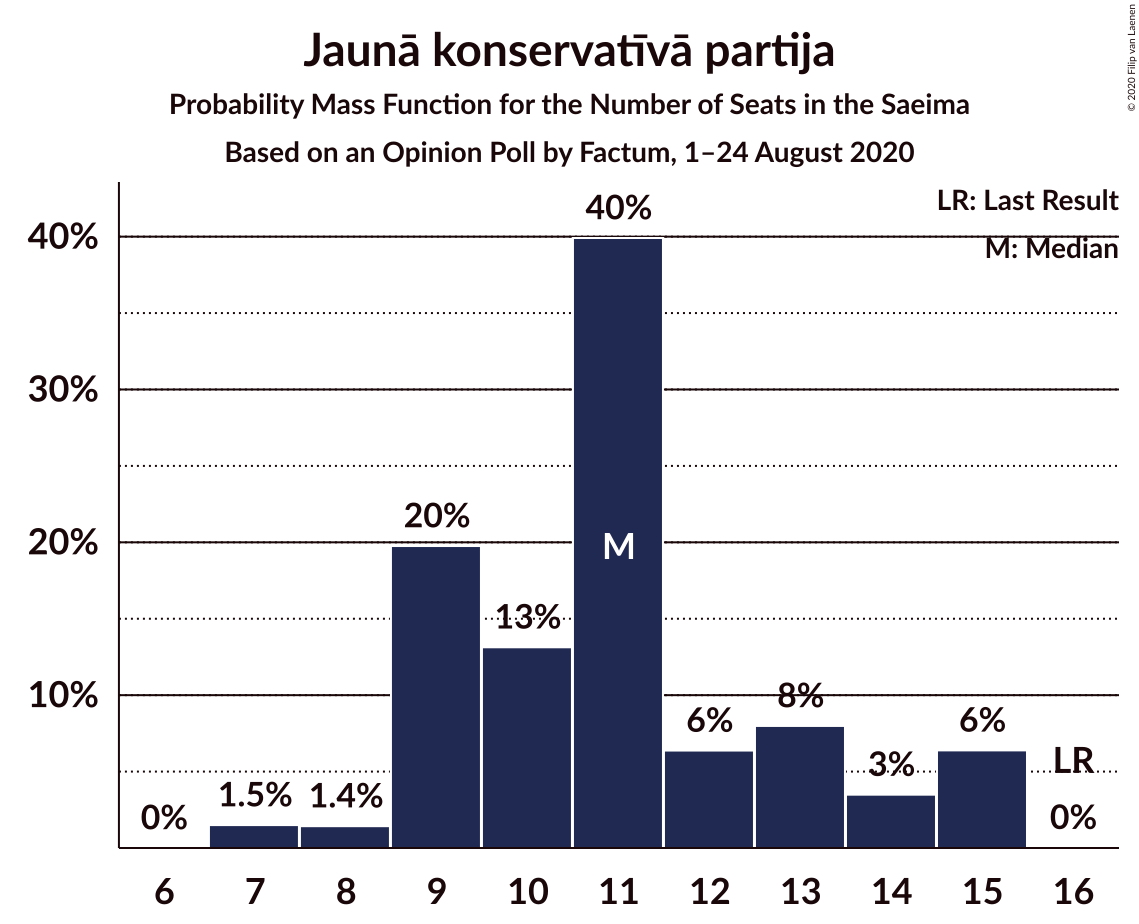 Jaunā konservatīvā partija
Probability Mass Function for the Number of Seats in the Saeima
Based on an Opinion Poll by Factum, 1–24 August 2020
© 2020 Filip van Laenen
LR: Last Result
M: Median
40%
30%
20%
10%
0%
1.5%
1.4%
20%
13%
40%
M
6%
8%
3%
6%
LR
0%
6 7 8 9 10 11 12 13 14 15 16